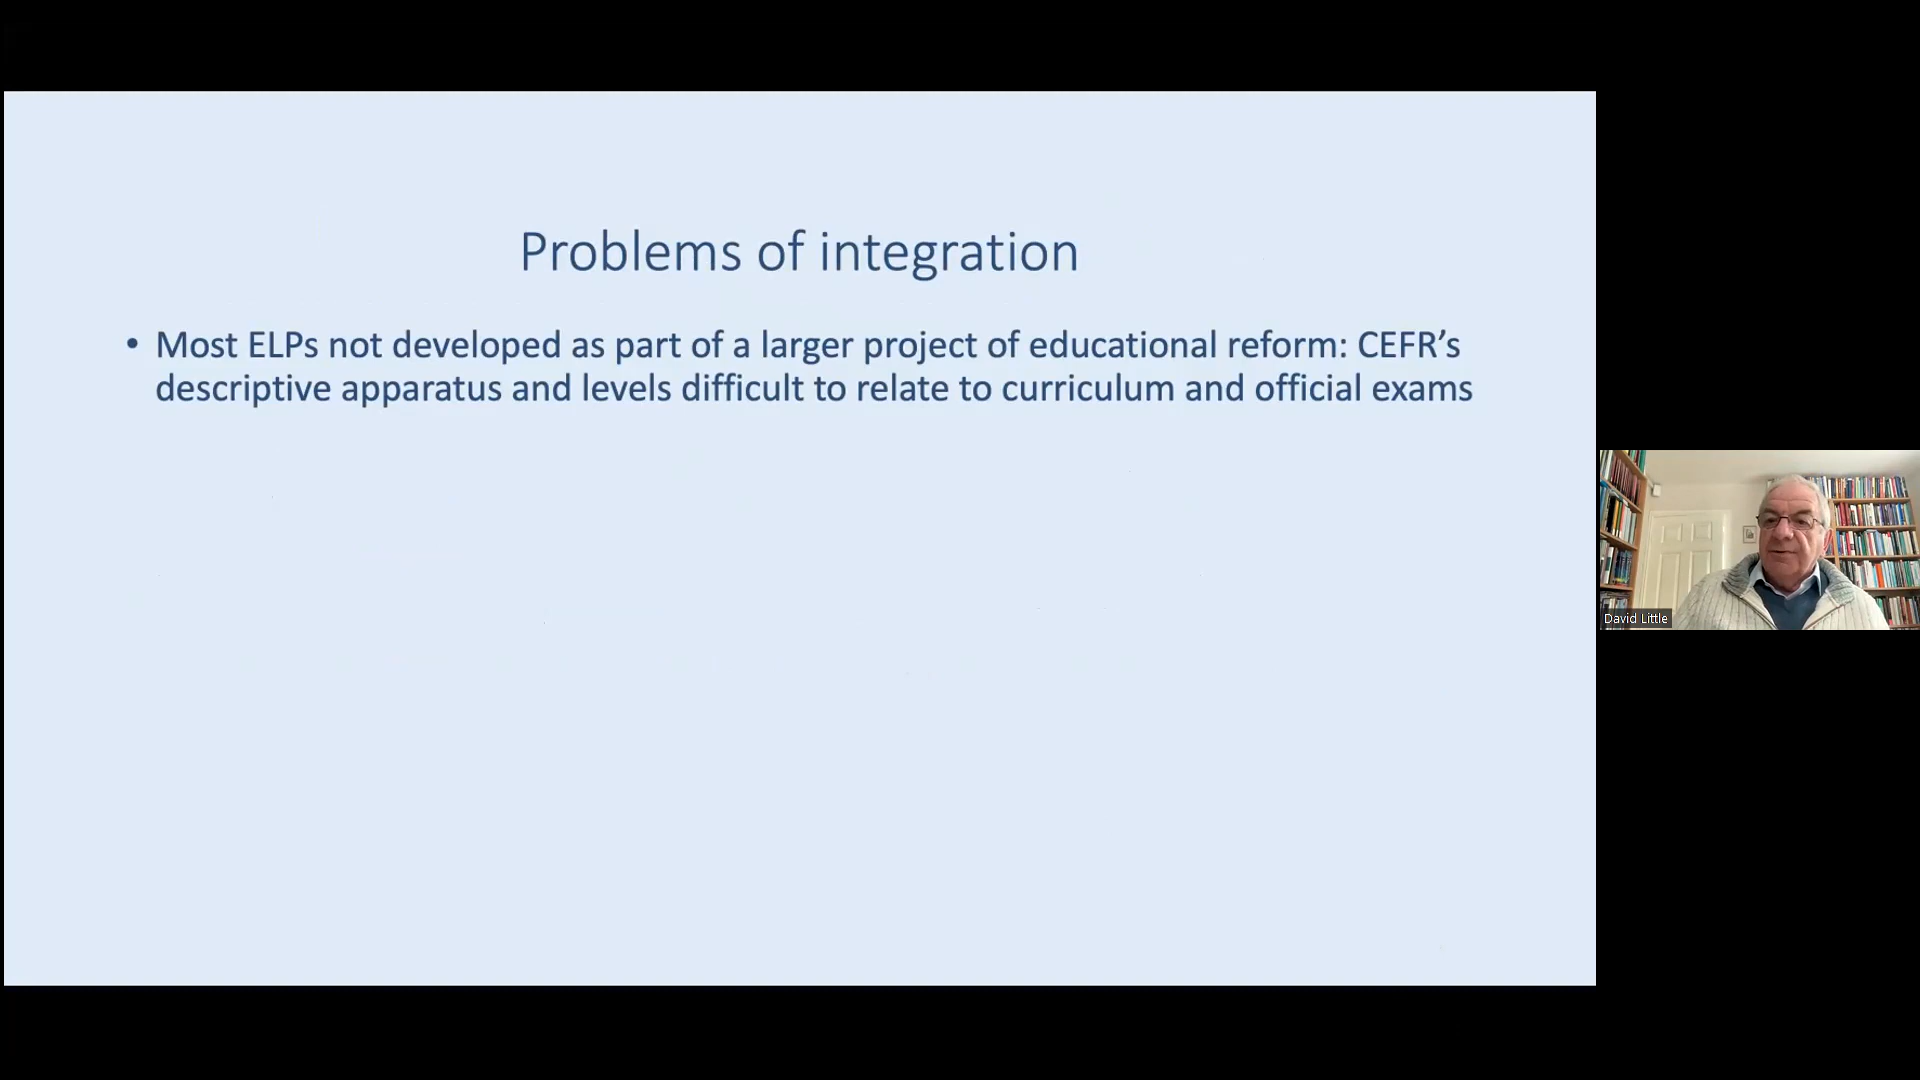 Problems of integration
• Most ELPs not developed as part of a larger project of educational reform: CEFR’s
descriptive apparatus and levels difficult to relate to curriculum and official exams
David Little